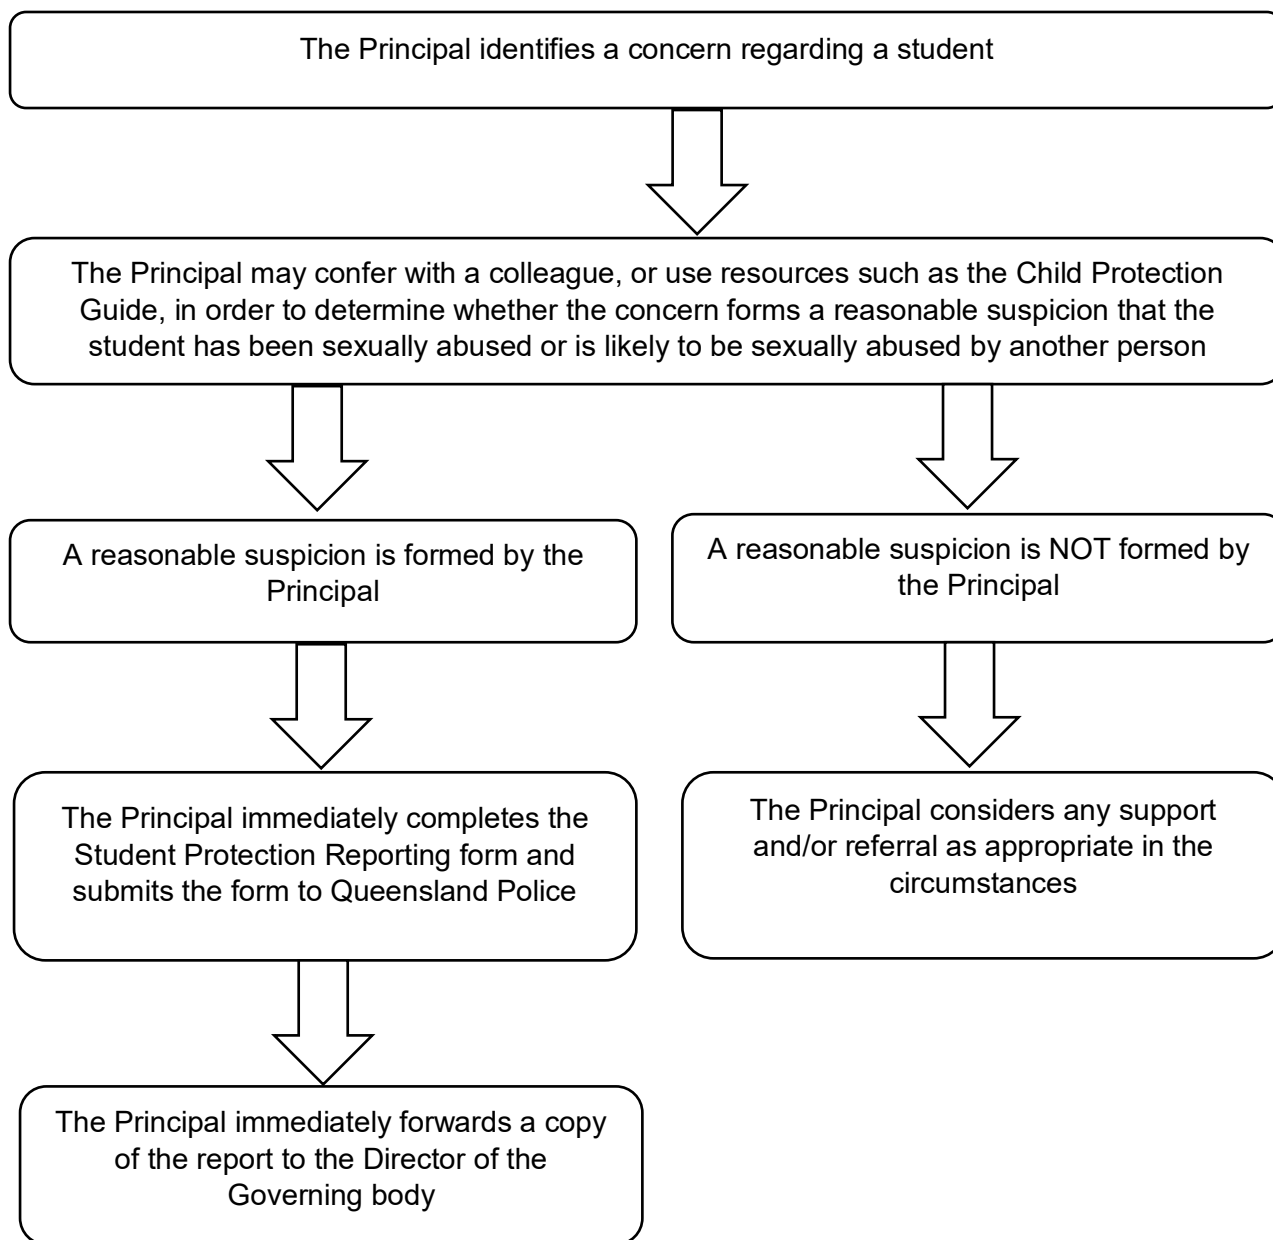 The Principal identifies a concern regarding a student
The Principal may confer with a colleague, or use resources such as the Child Protection
Guide, in order to determine whether the concern forms a reasonable suspicion that the
student has been sexually abused or is likely to be sexually abused by another person
A reasonable suspicion is formed by the
Principal
A reasonable suspicion is NOT formed by
the Principal
The Principal immediately completes the
Student Protection Reporting form and
submits the form to Queensland Police
The Principal considers any support
and/or referral as appropriate in the
circumstances
The Principal immediately forwards a copy
of the report to the Director of the
Governing body